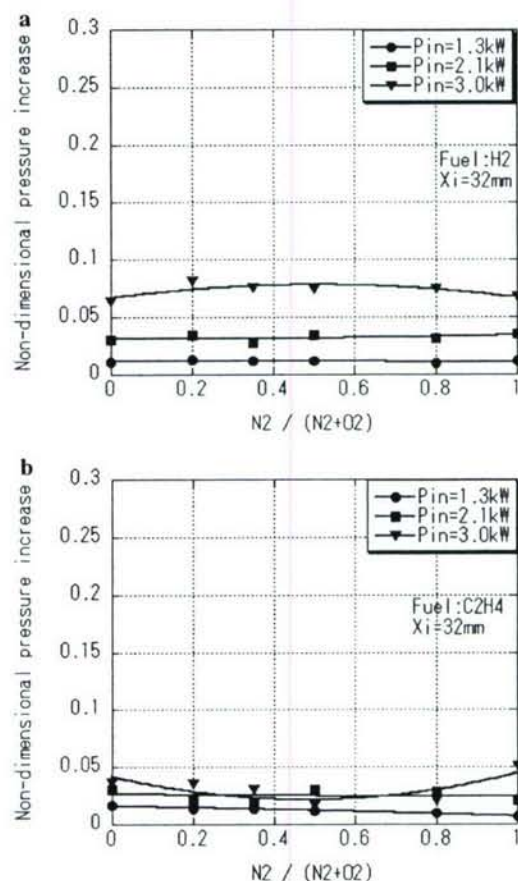 a
0.3
Pin=1.3kW
Pin=2.1kW
Pin=3.0kW
0.25
0.2
Fuel:H2
Xi=32mm
0.15
0.1
0.05
0
Non-dimensional pressure increase
0 0.2 0.4 0.6 0.8 1
N2 / (N2+O2)
b
0.3
Pin=1.3kW
Pin=2.1kW
Pin=3.0kW
0.25
0.2
Fuel:C2H4
Xi=32mm
0.15
0.1
0.05
0
Non-dimensional pressure increase
0 0.2 0.4 0.6 0.8 1
N2 / (N2+O2)